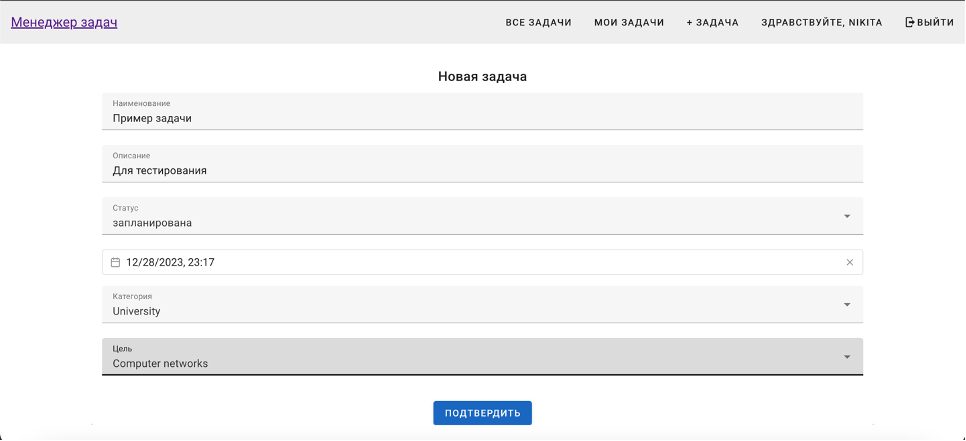 Менеджер задач
ВСЕ ЗАДАЧИ МОИ ЗАДАЧИ + ЗАДАЧА ЗДРАВСТВУЙТЕ, NIKITA ВЫЙТИ
Новая задача
Наименование
Пример задачи
Описание
Для тестирования
Статус
запланирована
12/28/2023, 23:17
Категория
University
Цель
Computer networks
ПОДТВЕРДИТЬ